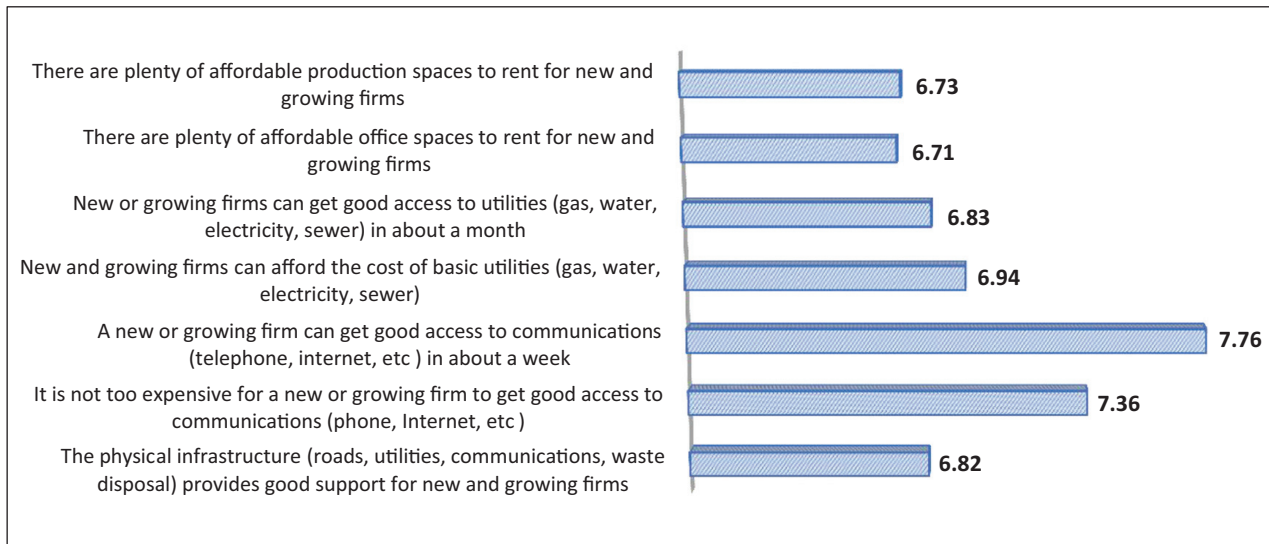 There are plenty of affordable production spaces to rent for new and
growing firms
6.73
There are plenty of affordable office spaces to rent for new and
growing firms
6.71
New or growing firms can get good access to utilities (gas, water,
electricity, sewer) in about a month
6.83
New and growing firms can afford the cost of basic utilities (gas, water,
electricity, sewer)
6.94
A new or growing firm can get good access to communications
(telephone, internet, etc ) in about a week
7.76
It is not too expensive for a new or growing firm to get good access to
communications (phone, Internet, etc )
7.36
The physical infrastructure (roads, utilities, communications, waste
disposal) provides good support for new and growing firms
6.82